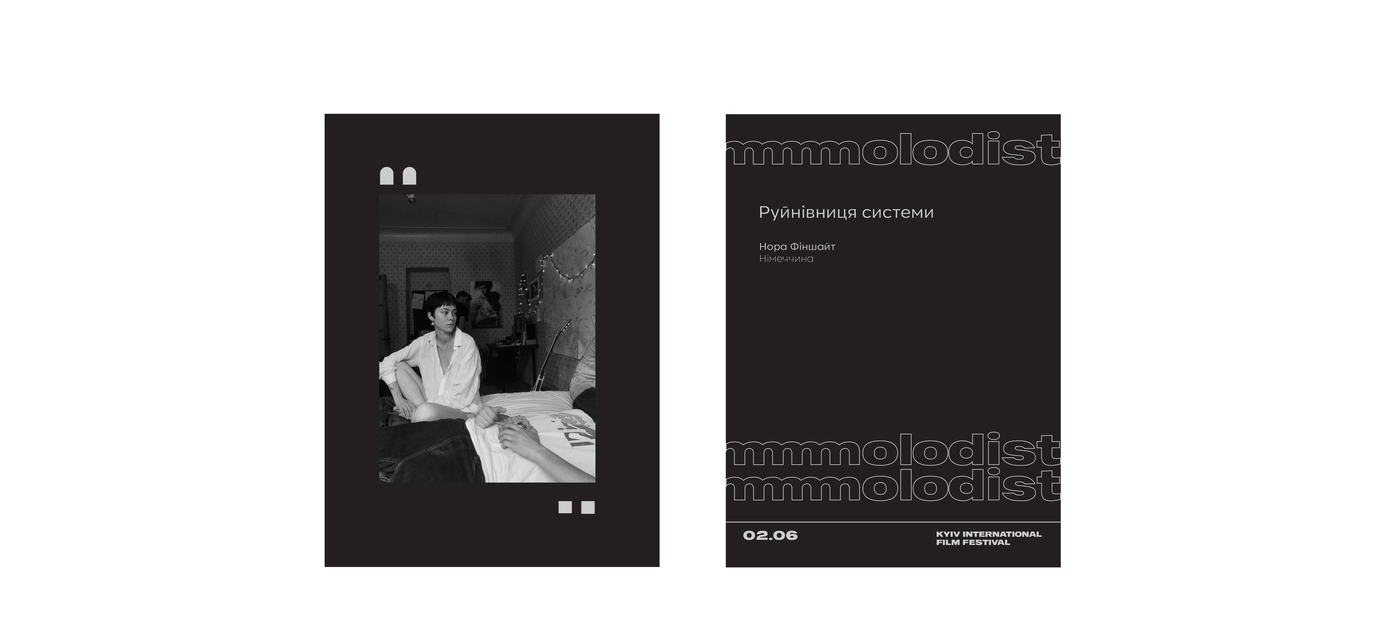 mmmolodist
Руйнівниця системи
Нора Фіншайт
Німеччина
mmmolodist
mmmolodist
02.06
KYIV INTERNATIONAL
FILM FESTIVAL